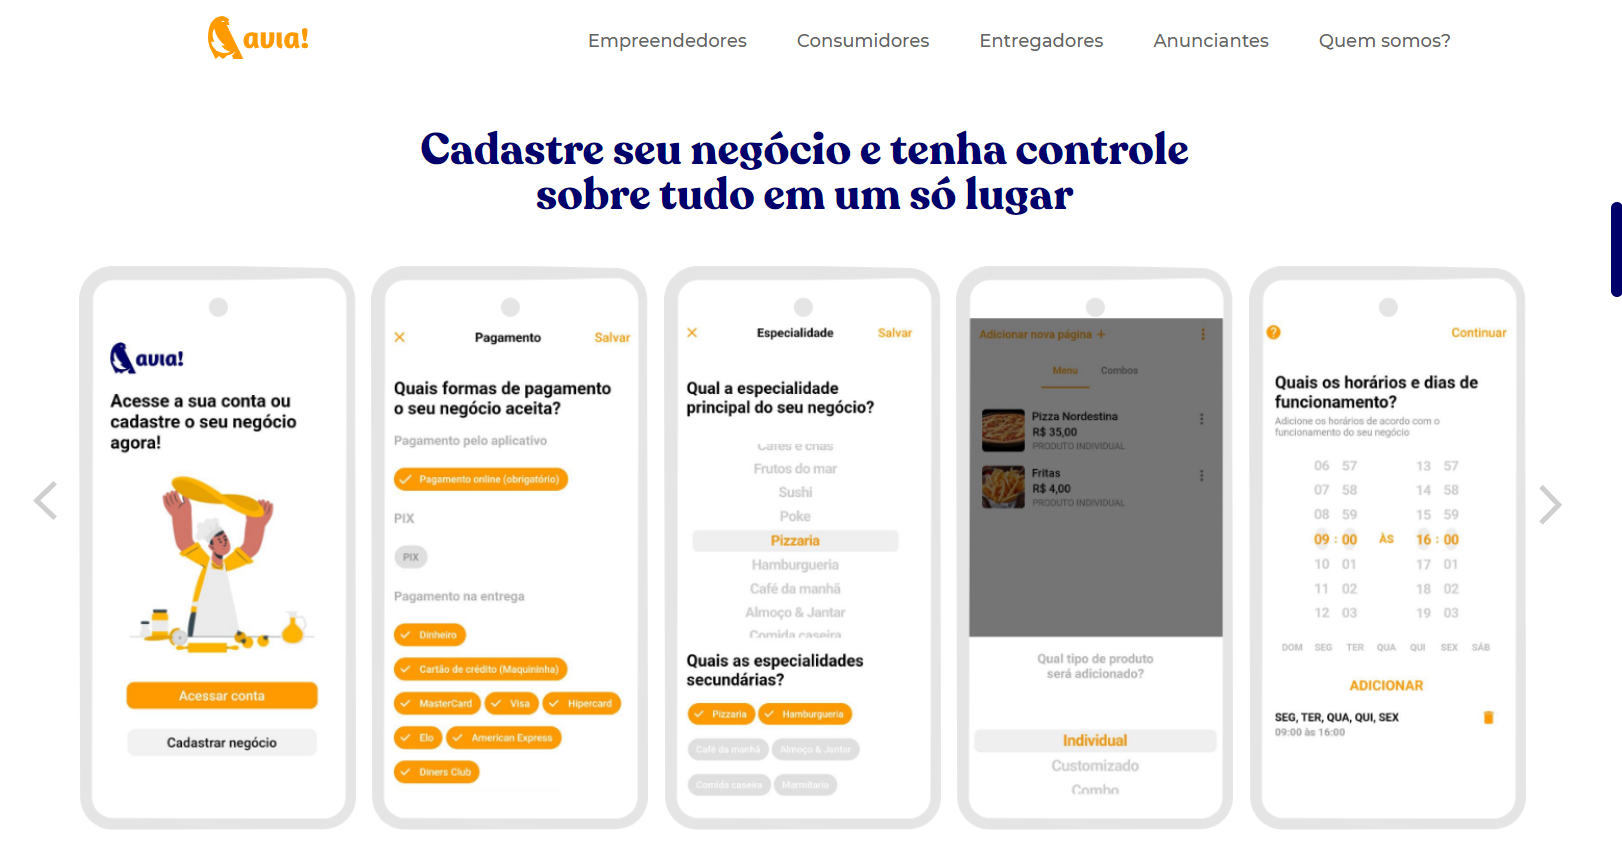 avia!
Empreendedores
Consumidores
Entregadores
Anunciantes
Quem somos?
Cadastre seu negócio e tenha controle
sobre tudo em um só lugar
avia!
Acesse a sua conta ou
cadastre o seu negócio
agora!
Acessar conta
Cadastrar negócio
Pagamento
Salvar
Quais formas de pagamento
o seu negócio aceita?
Pagamento pelo aplicativo
Pagamento online (obrigatório)
PIX
PIX
Pagamento na entrega
Dinheiro
Cartão de crédito (Maquininha)
MasterCard
Visa
Hipercard
Elo
American Express
Diners Club
Especialidade
Salvar
Qual a especialidade
principal do seu negócio?
Cafés e chás
Frutos do mar
Sushi
Poke
Pizzaria
Hamburgueria
Café da manhã
Almoço & Jantar
Comida caseira
Quais as especialidades
secundárias?
Pizzaria
Hamburgueria
Café da manhã
Almoço & Jantar
Comida caseira
Marmitaria
Adicionar nova página +
Menu
Combos
Pizza Nordestina
R$ 35,00
PRODUTO INDIVIDUAL
Fritas
R$ 4,00
PRODUTO INDIVIDUAL
Qual tipo de produto
será adicionado?
Individual
Customizado
Combo
?
Continuar
Quais os horários e dias de
funcionamento?
Adicione os horários de acordo com o
funcionamento do seu negócio
06 57 13 57
07 58 14 58
08 59 15 59
09 : 00 ÀS 16 : 00
10 01 17 01
11 02 18 02
12 03 19 03
DOM SEG TER QUA QUI SEX SÁB
ADICIONAR
SEG, TER, QUA, QUI, SEX
09:00 às 16:00